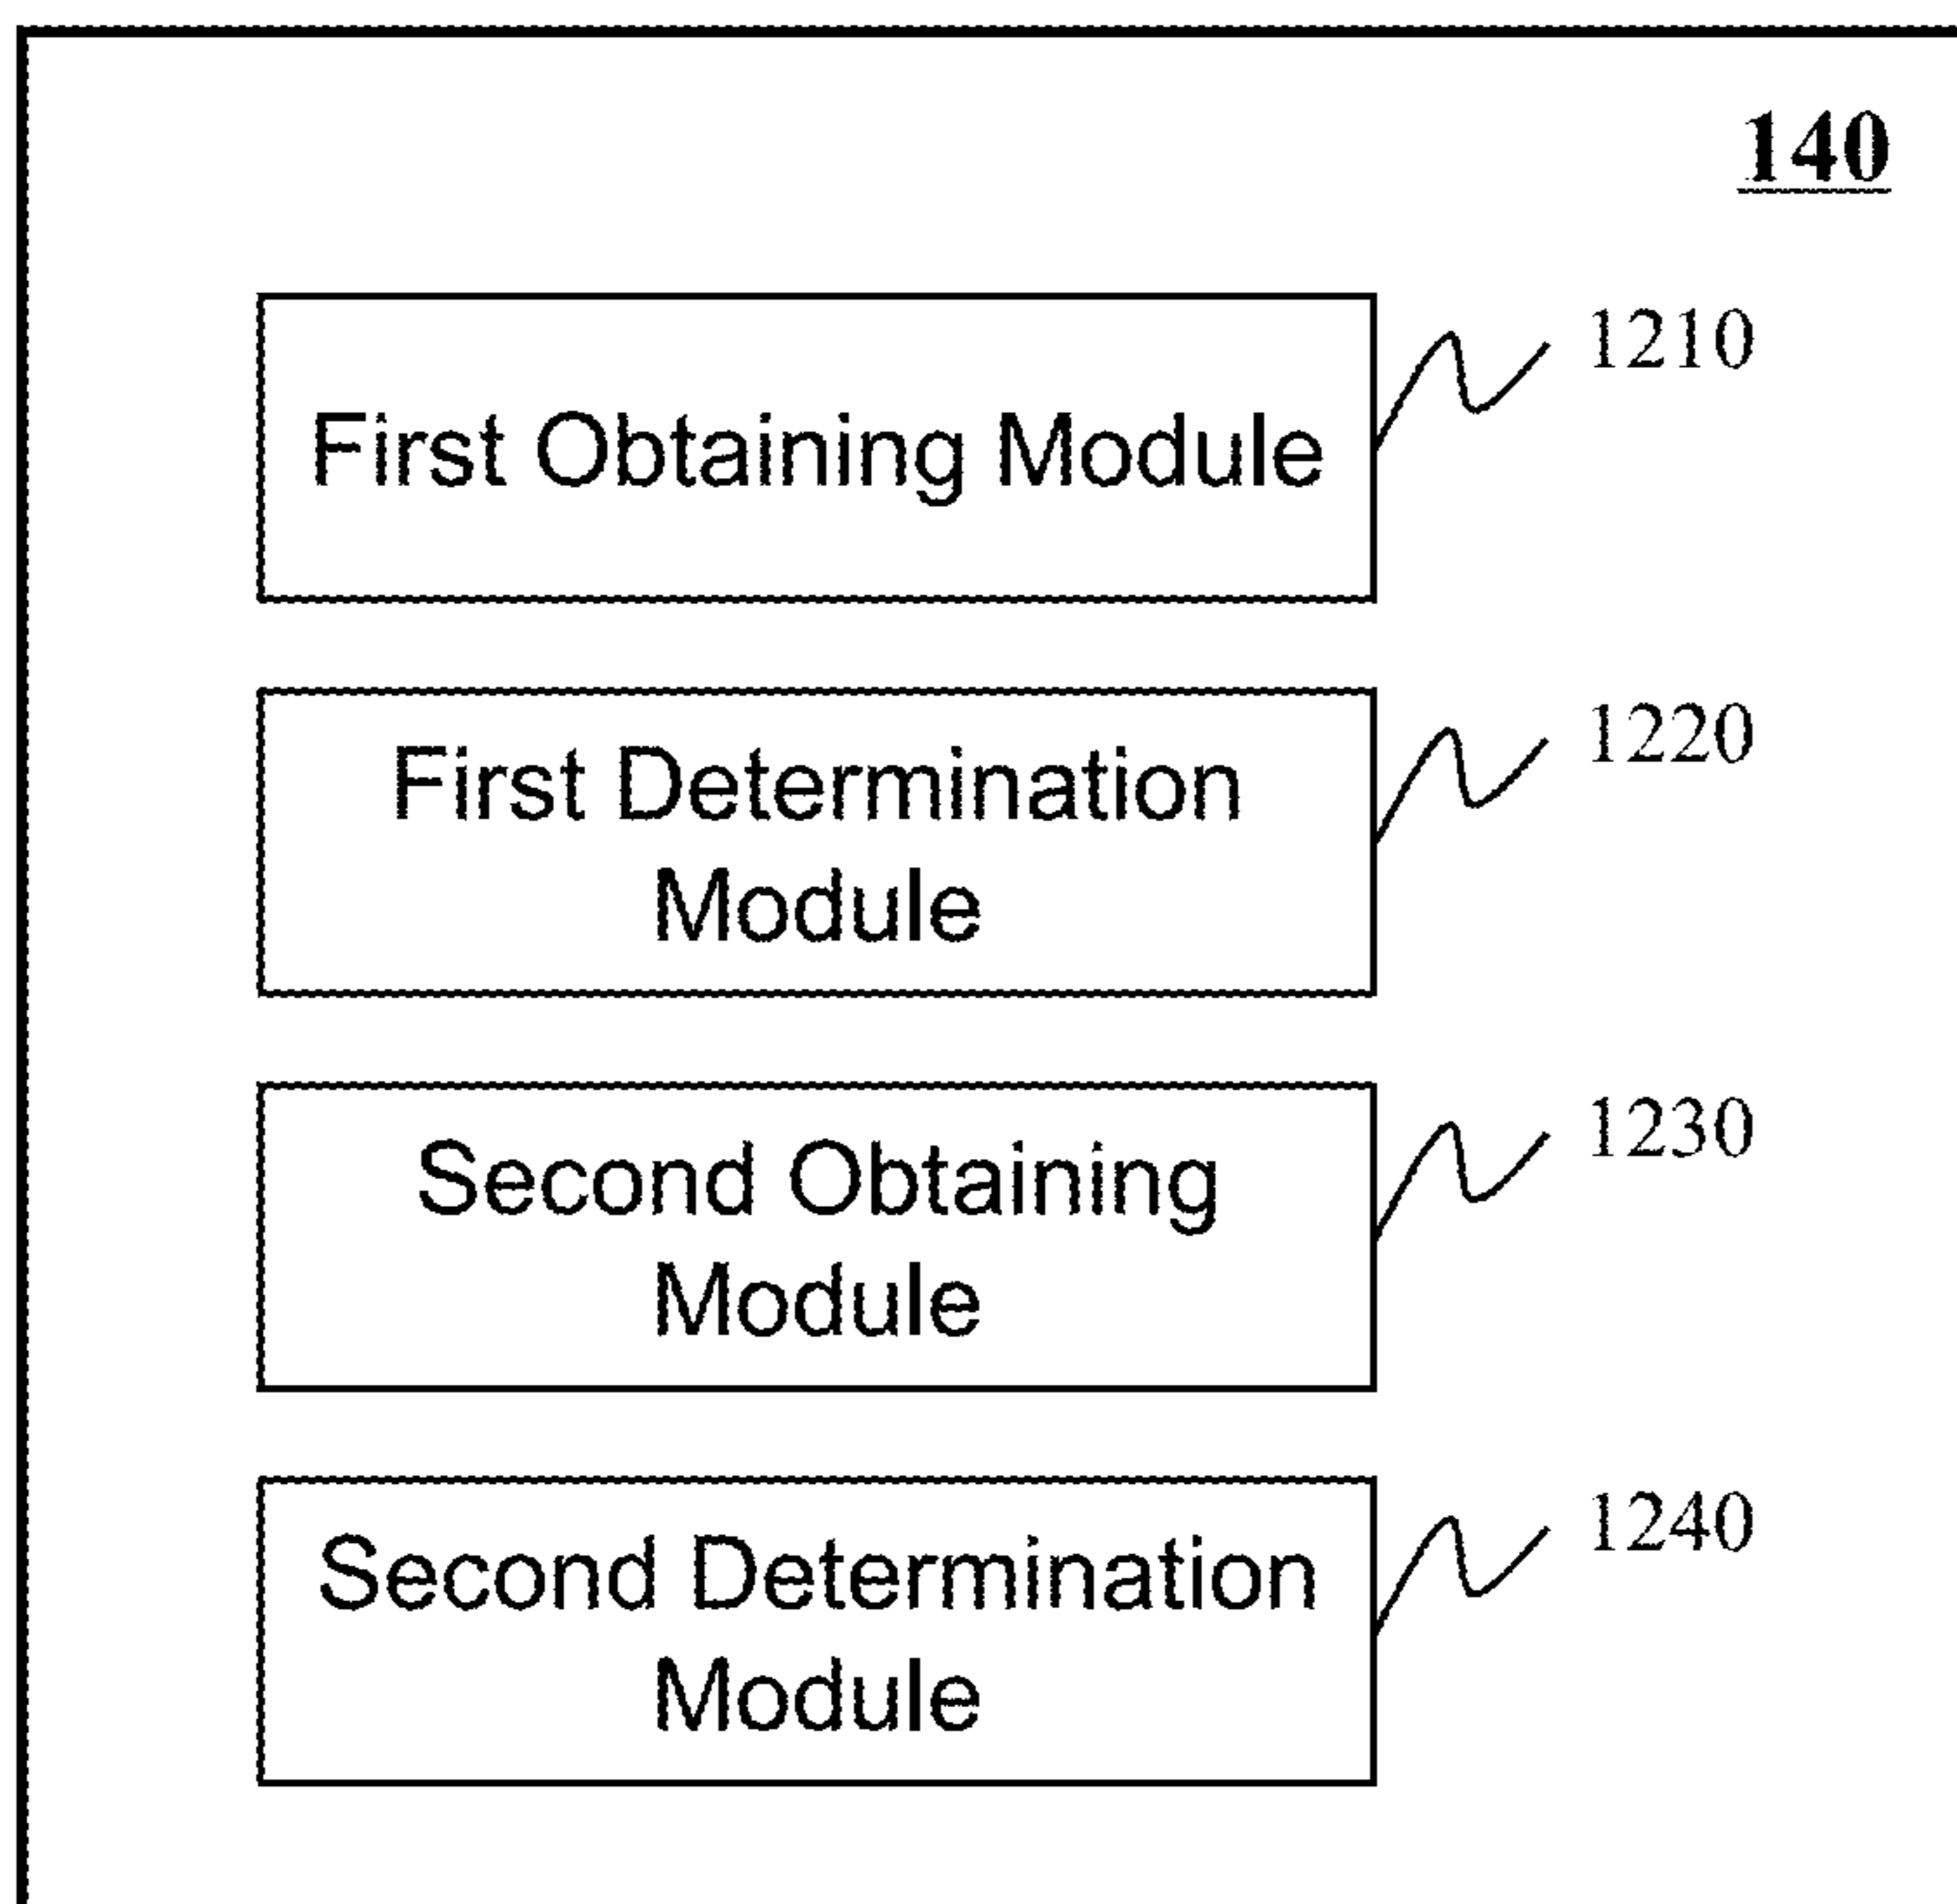 140
First Obtaining Module
1210
First Determination
Module
1220
Second Obtaining
Module
1230
Second Determination
Module
1240